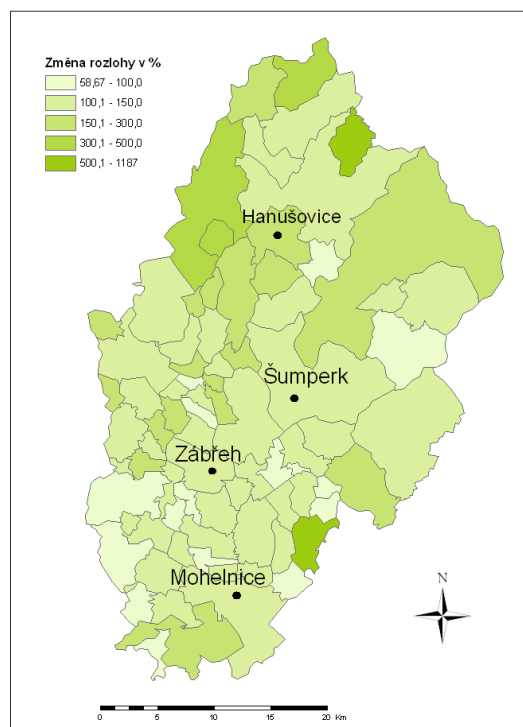 Změna rozlohy v %
58,67 - 100,0
100,1 - 150,0
150,1 - 300,0
300,1 - 500,0
500,1 - 1187
Hanušovice
Šumperk
Zábřeh
Mohelnice
N
0 5 10 15 20 Km